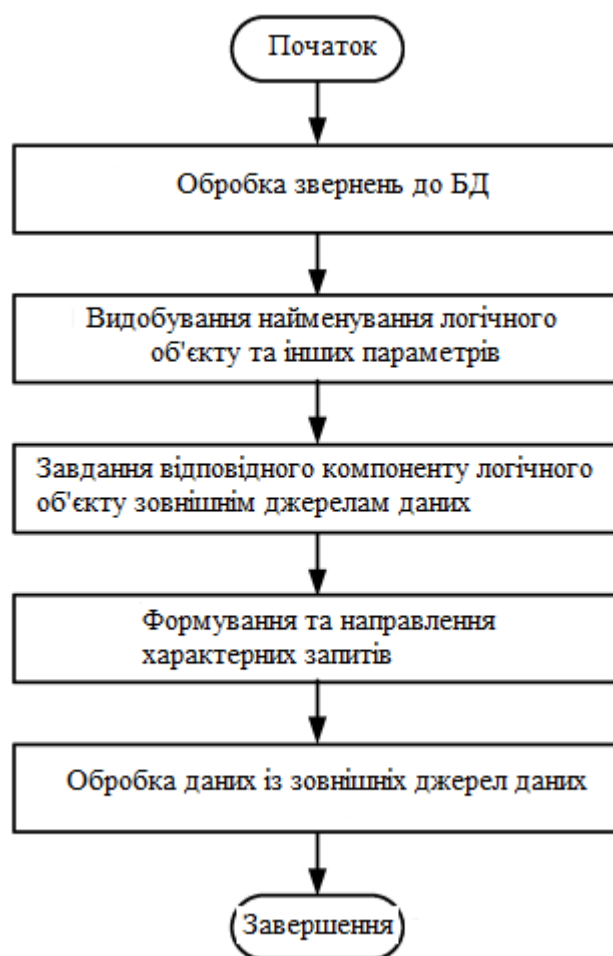 Початок
Обробка звернень до БД
Видобування найменування логічного
об'єкту та інших параметрів
Завдання відповідного компоненту логічного
об'єкту зовнішнім джерелам даних
Формування та направлення
характерних запитів
Обробка даних із зовнішніх джерел даних
Завершення